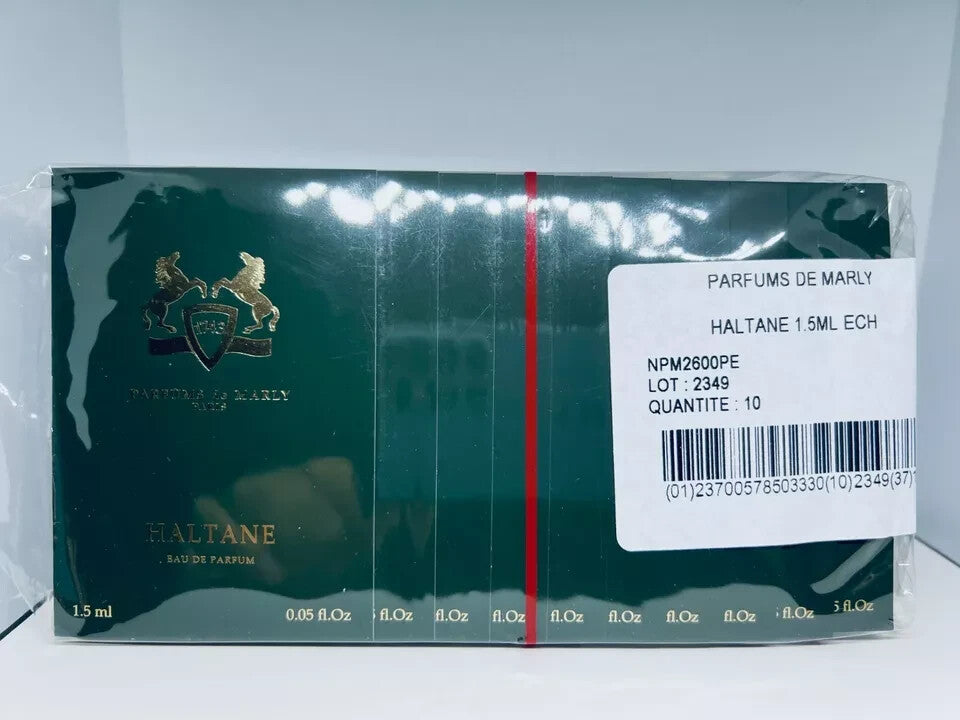 1743
PARFUMS de MARLY
PARIS
HALTANE
EAU DE PARFUM
1.5 ml
0.05 fl.Oz
fl.Oz
fl.Oz
fl.Oz
fl.Oz
fl.Oz
fl.Oz
fl.Oz
fl.Oz
5 fl.Oz
PARFUMS DE MARLY
HALTANE 1.5ML ECH
NPM2600PE
LOT : 2349
QUANTITE : 10
(01)23700578503330(10)2349(37)